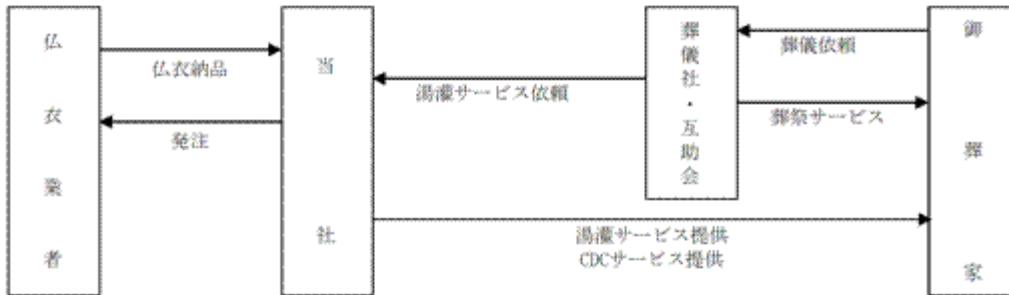 仏衣業者
仏衣納品
発注
当社
湯灌サービス依頼
葬儀社・互助会
葬儀依頼
葬祭サービス
湯灌サービス提供
CDCサービス提供
御葬家